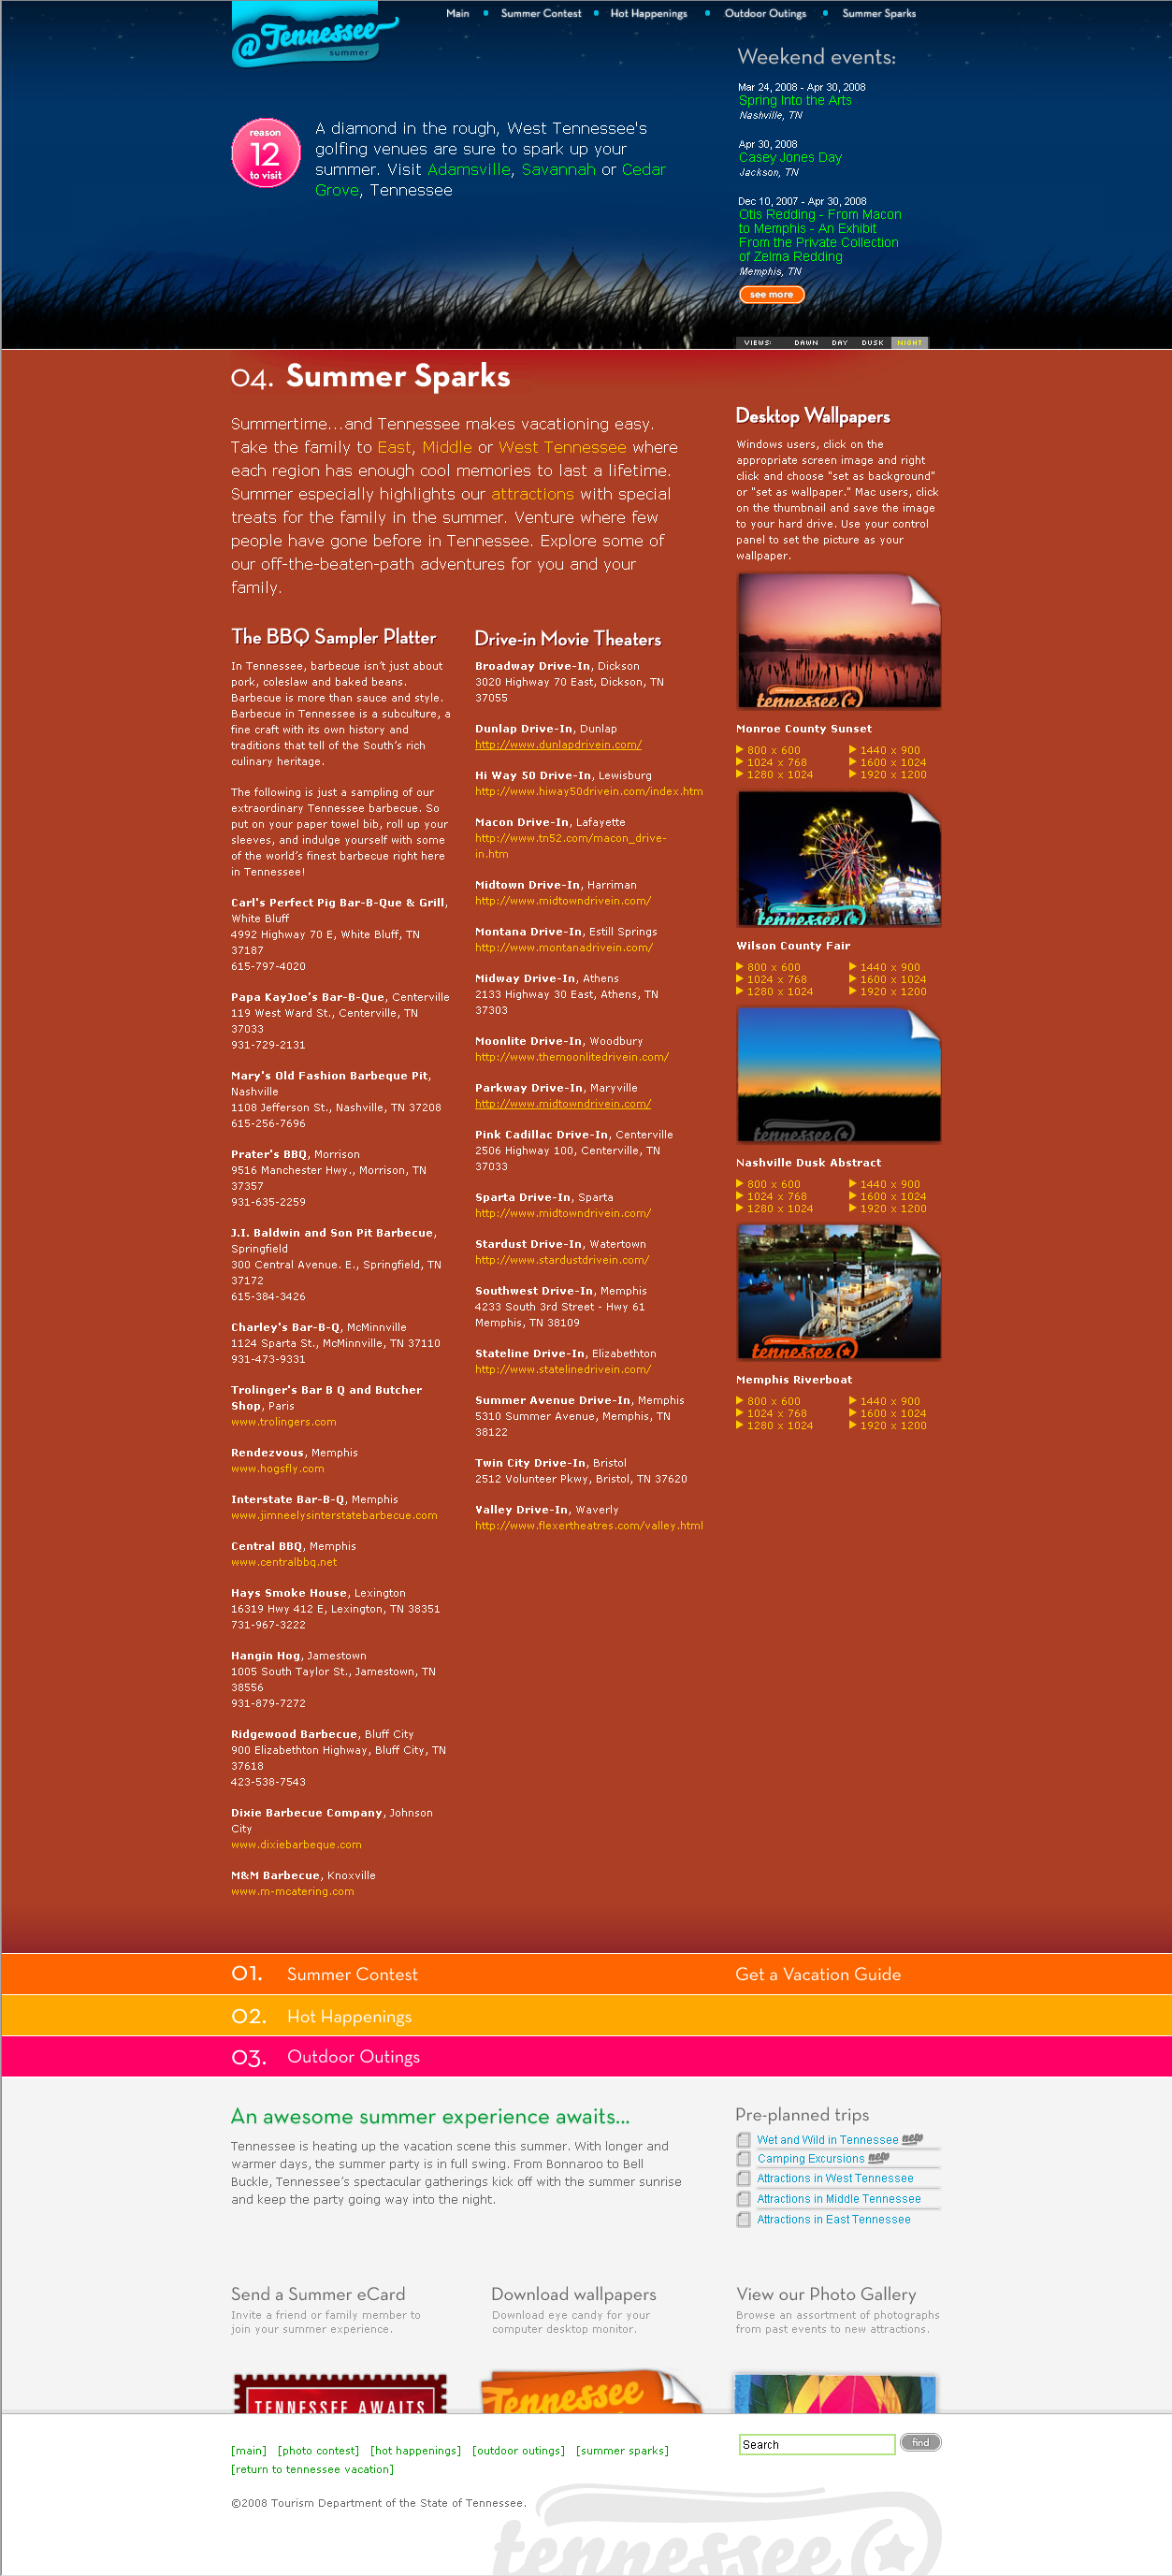 @Tennessee
summer
Main
Summer Contest
Hot Happenings
Outdoor Outings
Summer Sparks
reason
12
to visit
A diamond in the rough, West Tennessee's
golfing venues are sure to spark up your
summer. Visit Adamsville, Savannah or Cedar
Grove, Tennessee
Weekend events:
Mar 24, 2008 - Apr 30, 2008
Spring Into the Arts
Nashville, TN
Apr 30, 2008
Casey Jones Day
Jackson, TN
Dec 10, 2007 - Apr 30, 2008
Otis Redding - From Macon
to Memphis - An Exhibit
From the Private Collection
of Zelma Redding
Memphis, TN
see more
VIEWS: DAWN DAY DUSK NIGHT
04. Summer Sparks
Summertime...and Tennessee makes vacationing easy.
Take the family to East, Middle or West Tennessee where
each region has enough cool memories to last a lifetime.
Summer especially highlights our attractions with special
treats for the family in the summer. Venture where few
people have gone before in Tennessee. Explore some of
our off-the-beaten-path adventures for you and your
family.
The BBQ Sampler Platter
In Tennessee, barbecue isn't just about
pork, coleslaw and baked beans.
Barbecue is more than sauce and style.
Barbecue in Tennessee is a subculture, a
fine craft with its own history and
traditions that tell of the South's rich
culinary heritage.
The following is just a sampling of our
extraordinary Tennessee barbecue. So
put on your paper towel bib, roll up your
sleeves, and indulge yourself with some
of the world's finest barbecue right here
in Tennessee!
Carl's Perfect Pig Bar-B-Que & Grill,
White Bluff
4992 Highway 70 E, White Bluff, TN
37187
615-797-4020
Papa KayJoe's Bar-B-Que, Centerville
119 West Ward St., Centerville, TN
37033
931-729-2131
Mary's Old Fashion Barbeque Pit,
Nashville
1108 Jefferson St., Nashville, TN 37208
615-256-7696
Prater's BBQ, Morrison
9516 Manchester Hwy., Morrison, TN
37357
931-635-2259
J.I. Baldwin and Son Pit Barbecue,
Springfield
300 Central Avenue. E., Springfield, TN
37172
615-384-3426
Charley's Bar-B-Q, McMinnville
1124 Sparta St., McMinnville, TN 37110
931-473-9331
Trolinger's Bar B Q and Butcher
Shop, Paris
www.trolingers.com
Rendezvous, Memphis
www.hogsfly.com
Interstate Bar-B-Q, Memphis
www.jimneelysinterstatebarbecue.com
Central BBQ, Memphis
www.centralbbq.net
Hays Smoke House, Lexington
16319 Hwy 412 E, Lexington, TN 38351
731-967-3222
Hangin Hog, Jamestown
1005 South Taylor St., Jamestown, TN
38556
931-879-7272
Ridgewood Barbecue, Bluff City
900 Elizabethton Highway, Bluff City, TN
37618
423-538-7543
Dixie Barbecue Company, Johnson
City
www.dixiebarbeque.com
M&M Barbecue, Knoxville
www.m-mcatering.com
Drive-in Movie Theaters
Broadway Drive-In, Dickson
3020 Highway 70 East, Dickson, TN
37055
Dunlap Drive-In, Dunlap
http://www.dunlapdrivein.com/
Hi Way 50 Drive-In, Lewisburg
http://www.hiway50drivein.com/index.htm
Macon Drive-In, Lafayette
http://www.tn52.com/macon_drive-
in.htm
Midtown Drive-In, Harriman
http://www.midtowndrivein.com/
Montana Drive-In, Estill Springs
http://www.montanadrivein.com/
Midway Drive-In, Athens
2133 Highway 30 East, Athens, TN
37303
Moonlite Drive-In, Woodbury
http://www.themoonlitedrivein.com/
Parkway Drive-In, Maryville
http://www.midtowndrivein.com/
Pink Cadillac Drive-In, Centerville
2506 Highway 100, Centerville, TN
37033
Sparta Drive-In, Sparta
http://www.midtowndrivein.com/
Stardust Drive-In, Watertown
http://www.stardustdrivein.com/
Southwest Drive-In, Memphis
4233 South 3rd Street - Hwy 61
Memphis, TN 38109
Stateline Drive-In, Elizabethton
http://www.statelinedrivein.com/
Summer Avenue Drive-In, Memphis
5310 Summer Avenue, Memphis, TN
38122
Twin City Drive-In, Bristol
2512 Volunteer Pkwy, Bristol, TN 37620
Valley Drive-In, Waverly
http://www.flexertheatres.com/valley.html
Desktop Wallpapers
Windows users, click on the
appropriate screen image and right
click and choose "set as background"
or "set as wallpaper." Mac users, click
on the thumbnail and save the image
to your hard drive. Use your control
panel to set the picture as your
wallpaper.
tennessee
Monroe County Sunset
800 x 600 1440 x 900
1024 x 768 1600 x 1024
1280 x 1024 1920 x 1200
tennessee
Wilson County Fair
800 x 600 1440 x 900
1024 x 768 1600 x 1024
1280 x 1024 1920 x 1200
tennessee
Nashville Dusk Abstract
800 x 600 1440 x 900
1024 x 768 1600 x 1024
1280 x 1024 1920 x 1200
tennessee
Memphis Riverboat
800 x 600 1440 x 900
1024 x 768 1600 x 1024
1280 x 1024 1920 x 1200
01. Summer Contest
Get a Vacation Guide
02. Hot Happenings
03. Outdoor Outings
An awesome summer experience awaits...
Tennessee is heating up the vacation scene this summer. With longer and
warmer days, the summer party is in full swing. From Bonnaroo to Bell
Buckle, Tennessee's spectacular gatherings kick off with the summer sunrise
and keep the party going way into the night.
Pre-planned trips
Wet and Wild in Tennessee new
Camping Excursions new
Attractions in West Tennessee
Attractions in Middle Tennessee
Attractions in East Tennessee
Send a Summer eCard
Invite a friend or family member to
join your summer experience.
TENNESSEE AWAITS
Download wallpapers
Download eye candy for your
computer desktop monitor.
Tennessee
View our Photo Gallery
Browse an assortment of photographs
from past events to new attractions.
[main] [photo contest] [hot happenings] [outdoor outings] [summer sparks]
[return to tennessee vacation]
Search
find
©2008 Tourism Department of the State of Tennessee.
tennessee